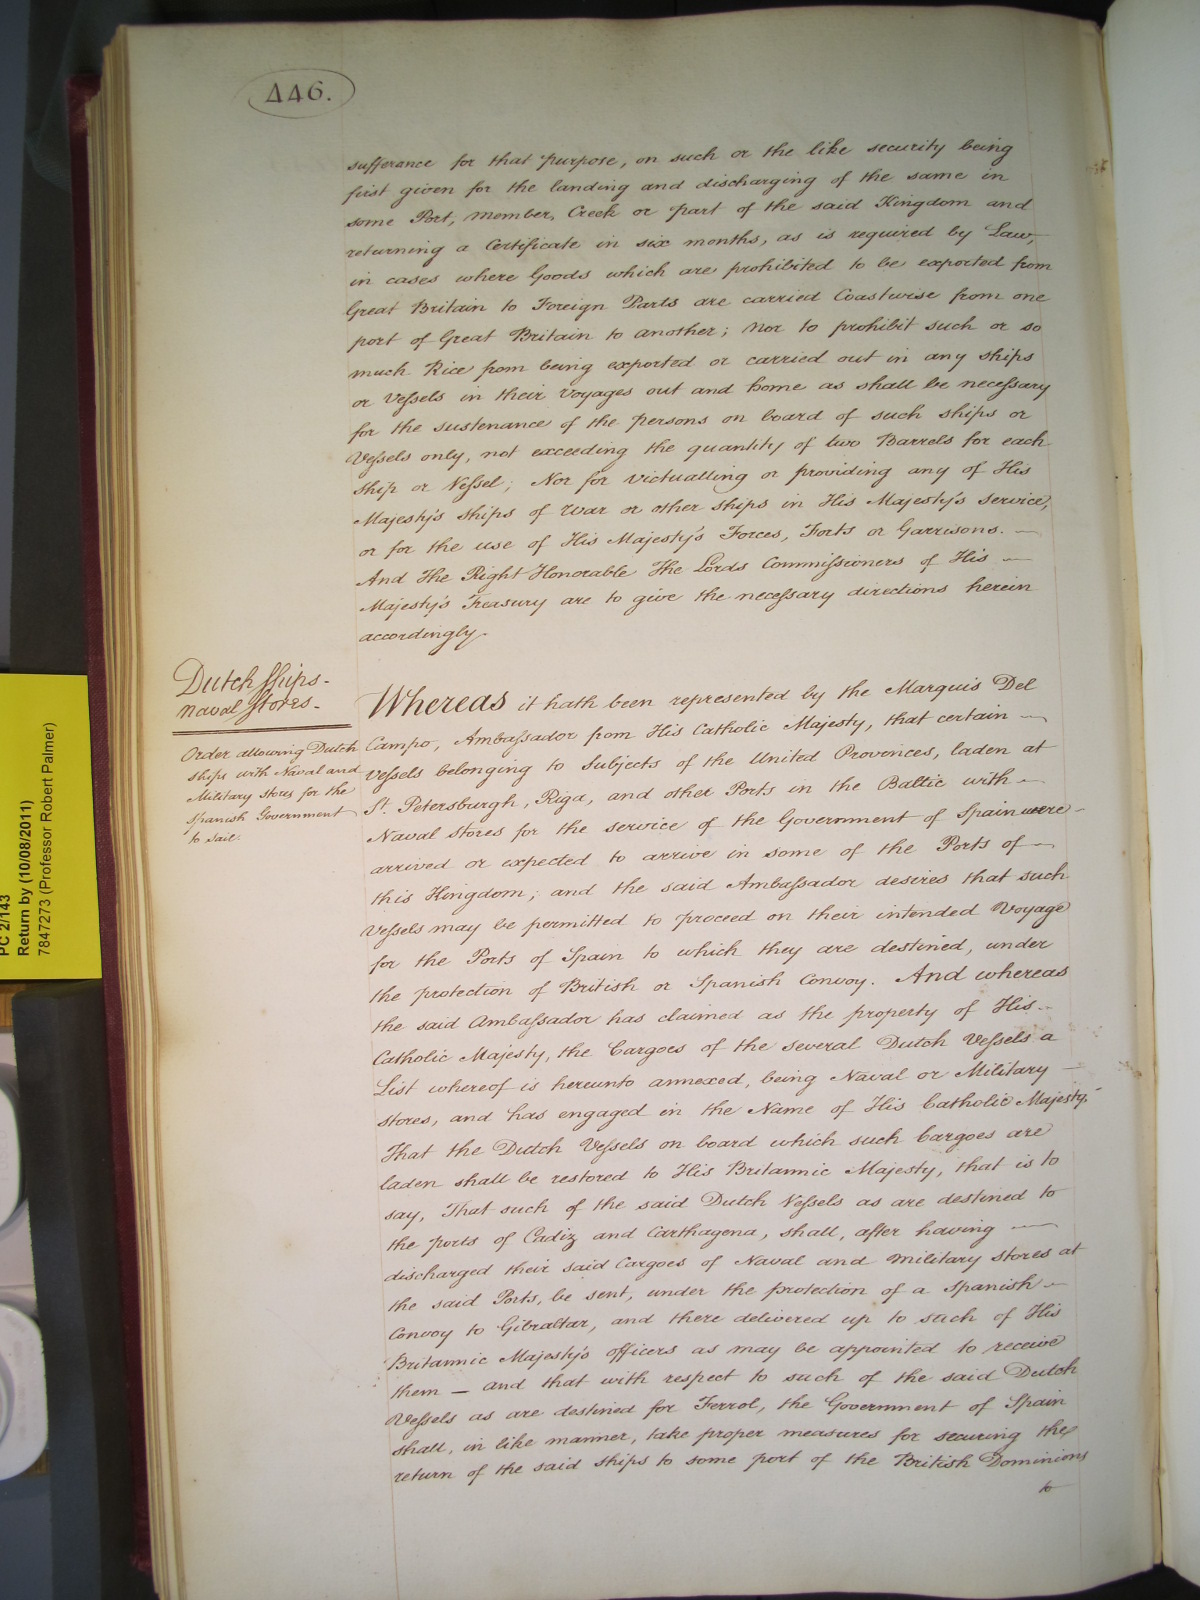 446.
sufferance for that purpose, on such or the like security being
first given for the landing and discharging of the same in
some Port, Member, Creek or part of the said Kingdom and
returning a Certificate in six months, as is required by Law,
in cases where Goods which are prohibited to be exported from
Great Britain to Foreign Parts are carried Coastwise from one
port of Great Britain to another; Nor to prohibit such or so
much Rice from being exported or carried out in any ships
or Vessels in their Voyages out and home as shall be necessary
for the sustenance of the persons on board of such ships or
Vessels only, not exceeding the quantity of two Barrels for each
Ship or Vessel; Nor for victualling or providing any of His
Majesty's ships of War or other ships in His Majesty's service,
or for the use of His Majesty's Forces, Forts or Garrisons. —
And The Right Honorable The Lords Commissioners of His —
Majesty's Treasury are to give the necessary directions herein
accordingly.
Dutch Ships -
Naval Stores -
Order allowing Dutch
ships with Naval and
Military stores for the
Spanish Government
to sail.
Whereas it hath been represented by the Marquis Del
Campo, Ambassador from His Catholic Majesty, that certain —
Vessels belonging to Subjects of the United Provinces, laden at
St. Petersburgh, Riga, and other Ports in the Baltic with —
Naval Stores for the service of the Government of Spain were -
arrived or expected to arrive in some of the Ports of —
this Kingdom; and the said Ambassador desires that such
Vessels may be permitted to proceed on their intended Voyage
for the Ports of Spain to which they are destined, under
the protection of British or Spanish Convoy. And whereas
the said Ambassador has claimed as the property of His -
Catholic Majesty, the Cargoes of the several Dutch Vessels a
List whereof is hereunto annexed, being Naval or Military —
stores, and has engaged in the Name of His Catholic Majesty,
That the Dutch Vessels on board which such Cargoes are
laden shall be restored to His Britannic Majesty, that is to
say, That such of the said Dutch Vessels as are destined to
the ports of Cadiz and Carthagena, shall, after having —
discharged their said Cargoes of Naval and Military Stores at
the said Ports, be sent, under the protection of a Spanish —
Convoy to Gibraltar, and there delivered up to such of His
Britannic Majesty's officers as may be appointed to receive
them — and that with respect to such of the said Dutch
Vessels as are destined for Ferrol, the Government of Spain
shall, in like manner, take proper measures for securing the
return of the said ships to some port of the British Dominions
to
PC 2/143
Return by (10/08/2011)
7847273 (Professor Robert Palmer)